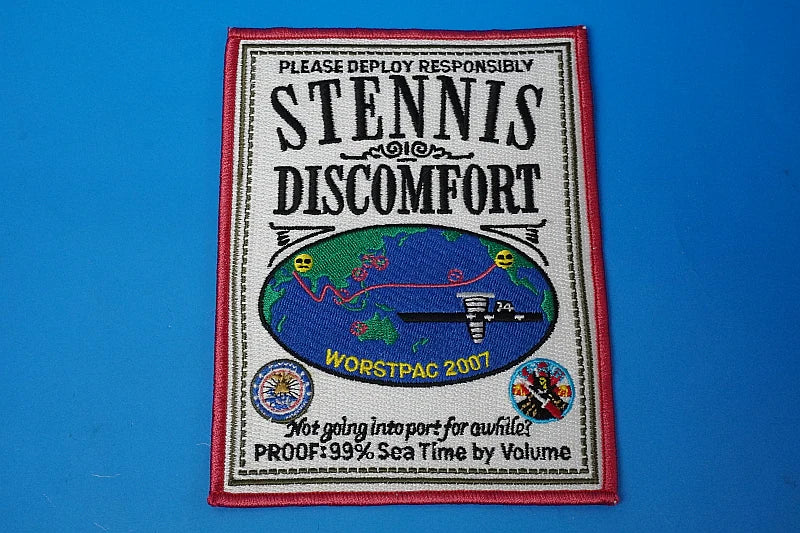 PLEASE DEPLOY RESPONSIBLY
STENNIS
DISCOMFORT
74
WORSTPAC 2007
Not going into port for awhile?
PROOF: 99% Sea Time by Volume